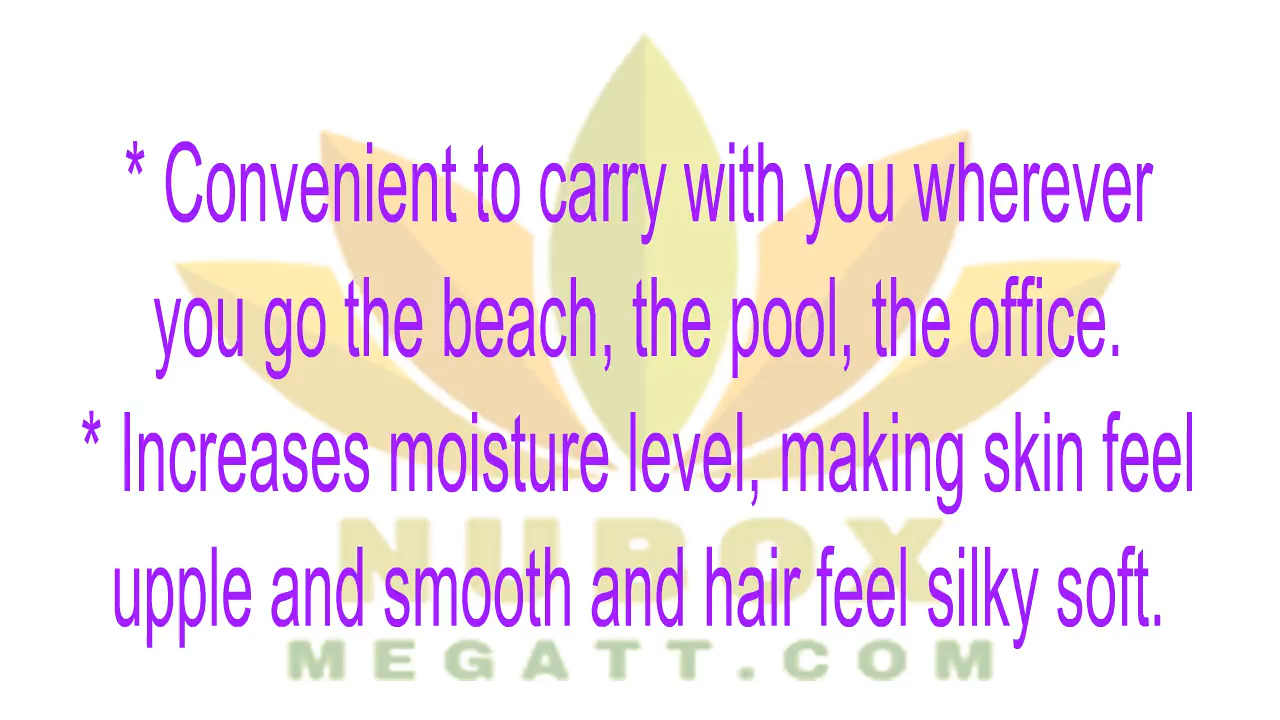 * Convenient to carry with you wherever
you go the beach, the pool, the office.
* Increases moisture level, making skin feel
upple and smooth and hair feel silky soft.
NUBOX
MEGATT.COM